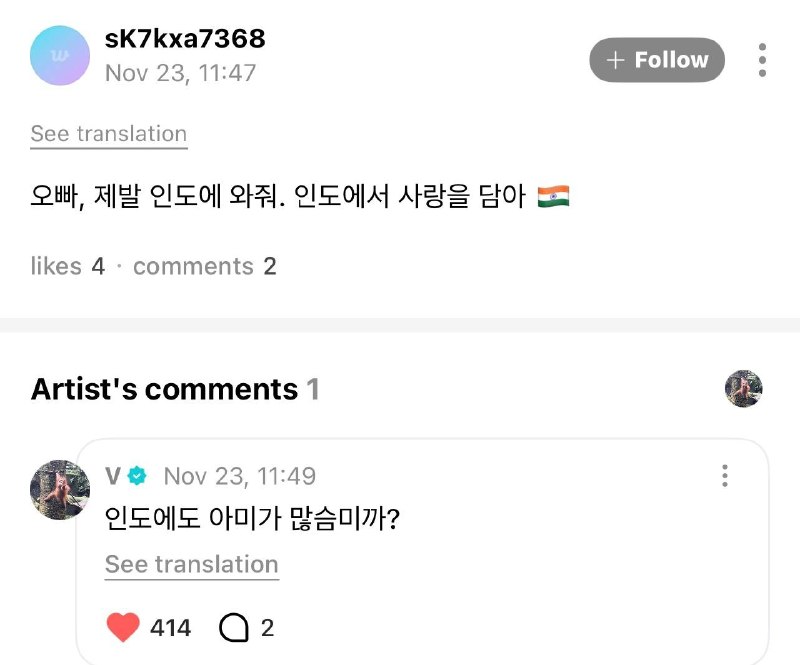 sK7kxa7368
Nov 23, 11:47
+ Follow
See translation
오빠, 제발 인도에 와줘. 인도에서 사랑을 담아 🇮🇳
likes 4 · comments 2
Artist's comments 1
V Nov 23, 11:49
인도에도 아미가 많슴미까?
See translation
414 2